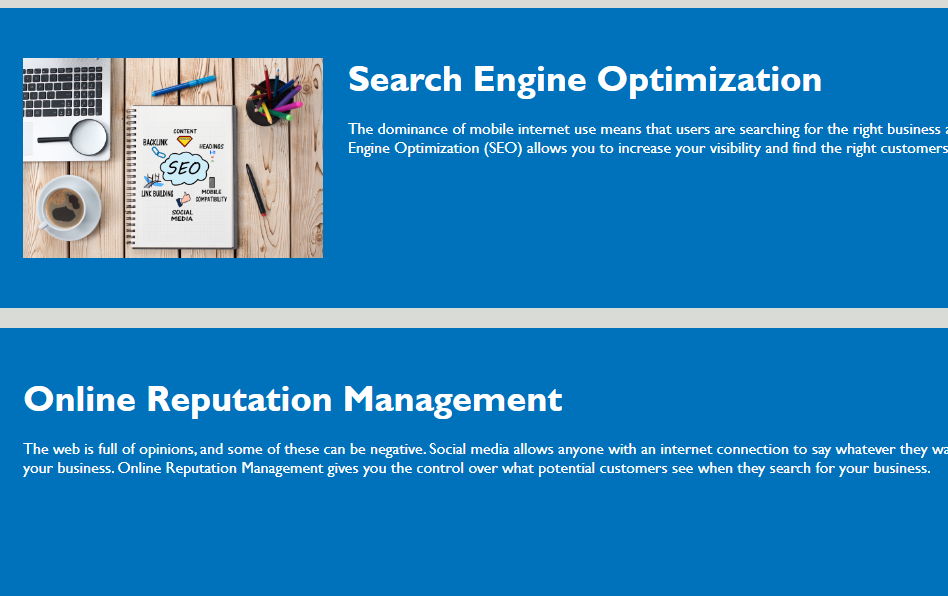 Search Engine Optimization
The dominance of mobile internet use means that users are searching for the right business
Engine Optimization (SEO) allows you to increase your visibility and find the right customers
CONTENT
BACKLINK
HEADINGS
SEO
LINK BUILDING
MOBILE
COMPATIBILITY
SOCIAL
MEDIA
Online Reputation Management
The web is full of opinions, and some of these can be negative. Social media allows anyone with an internet connection to say whatever they
your business. Online Reputation Management gives you the control over what potential customers see when they search for your business.